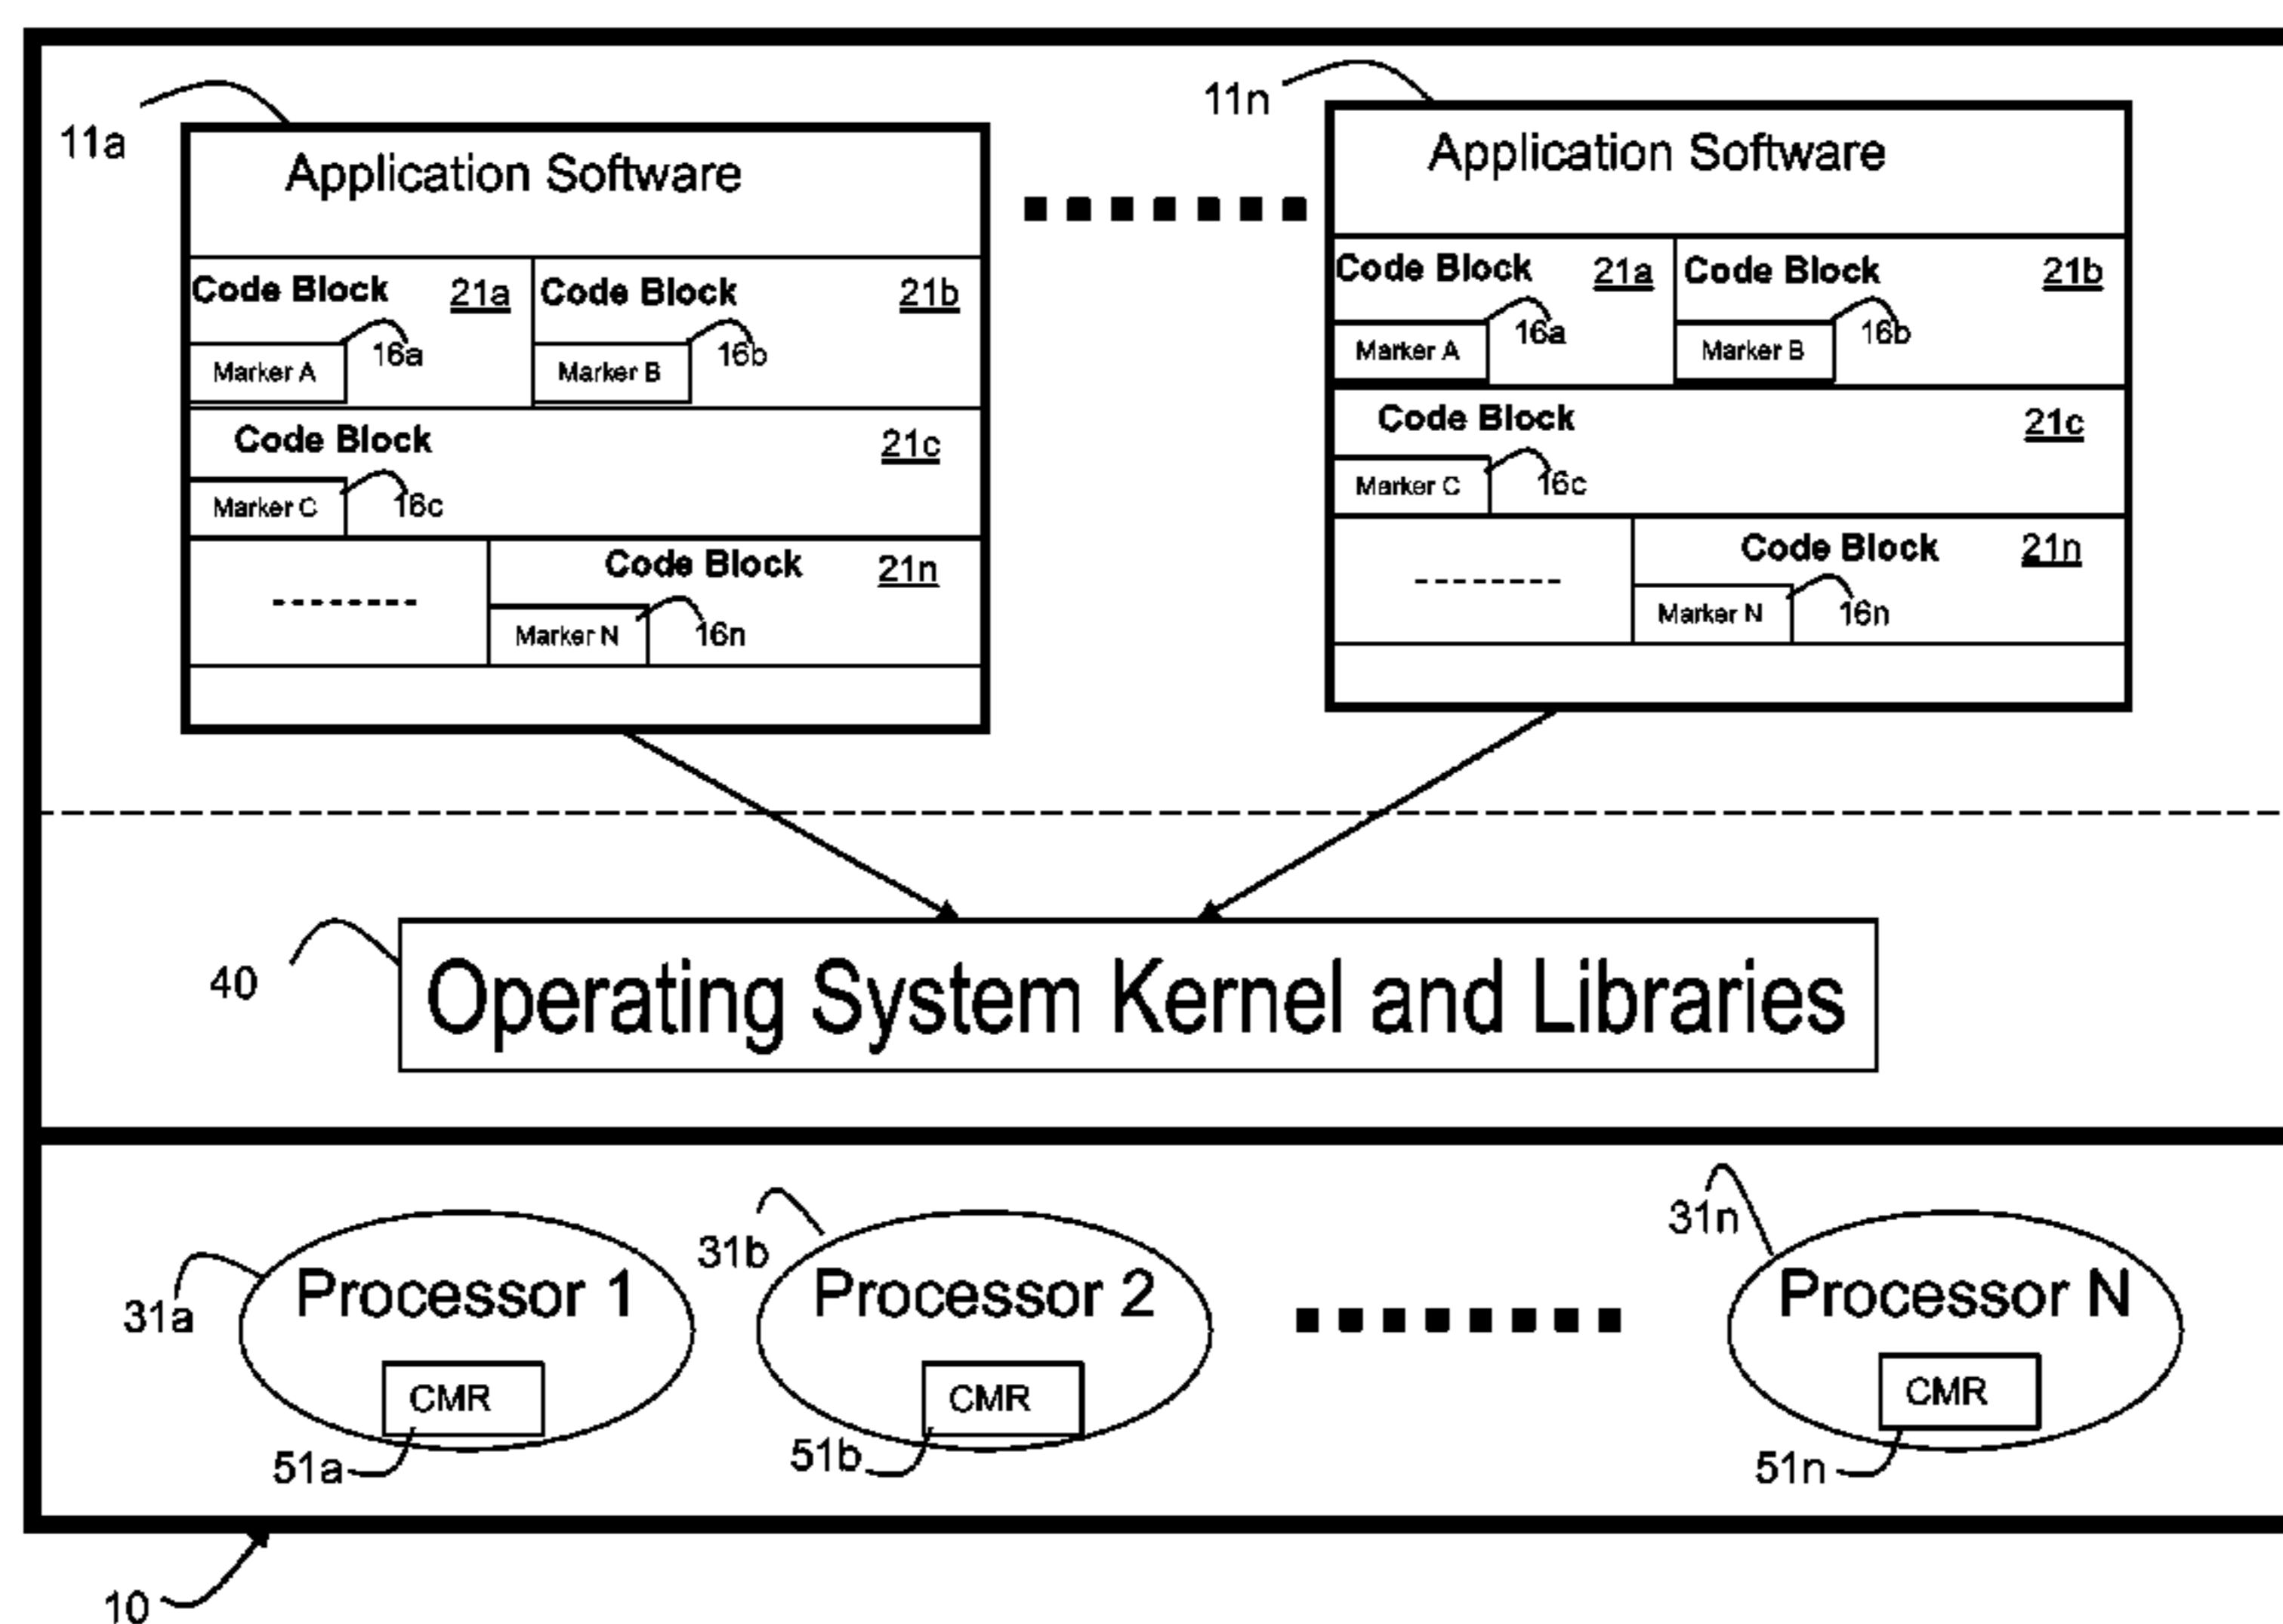 11a
Application Software
Code Block 21a
Marker A 16a
Code Block 21b
Marker B 16b
Code Block 21c
Marker C 16c
Code Block 21n
Marker N 16n
11n
Application Software
Code Block 21a
Marker A 16a
Code Block 21b
Marker B 16b
Code Block 21c
Marker C 16c
Code Block 21n
Marker N 16n
40
Operating System Kernel and Libraries
31a
Processor 1
CMR
51a
31b
Processor 2
CMR
51b
31n
Processor N
CMR
51n
10